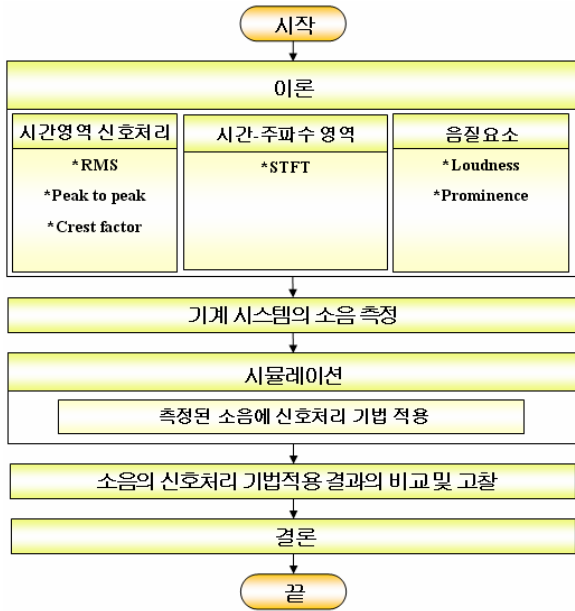 시작
이론
시간영역 신호처리
*RMS
*Peak to peak
*Crest factor
시간-주파수 영역
*STFT
음질요소
*Loudness
*Prominence
기계 시스템의 소음 측정
시뮬레이션
측정된 소음에 신호처리 기법 적용
소음의 신호처리 기법적용 결과의 비교 및 고찰
결론
끝